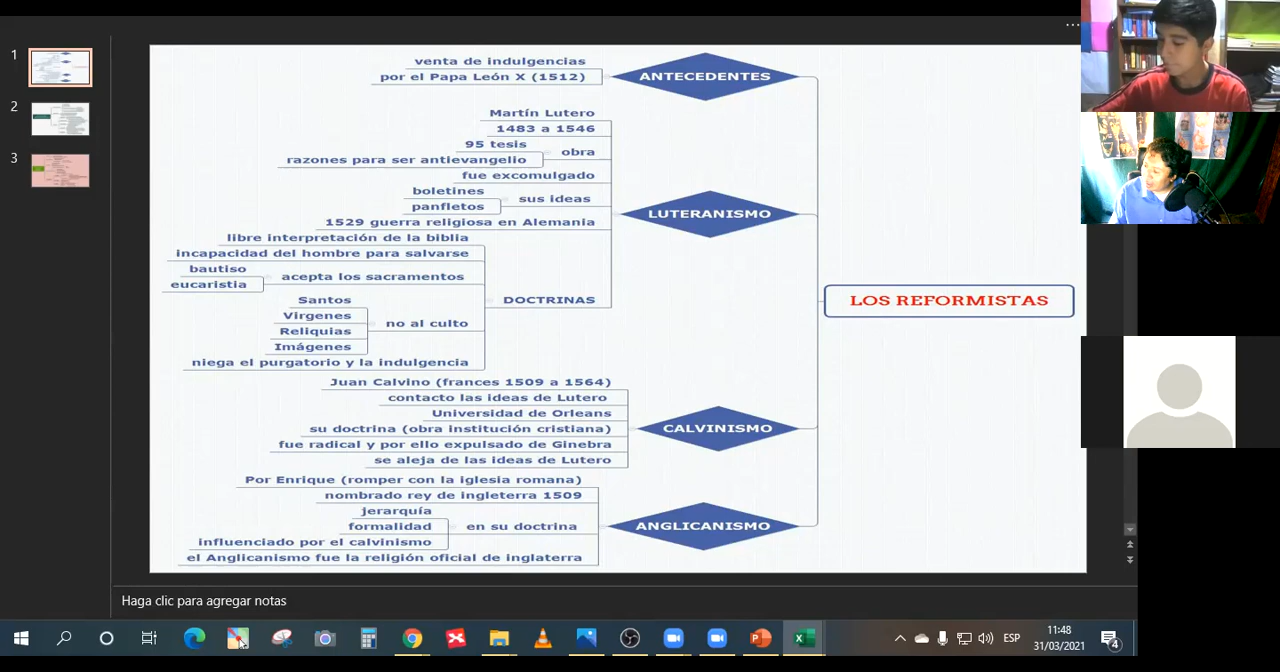 1
2
3
LOS REFORMISTAS
ANTECEDENTES
venta de indulgencias
por el Papa León X (1512)
LUTERANISMO
Martín Lutero
1483 a 1546
obra
95 tesis
razones para ser antievangelio
fue excomulgado
sus ideas
boletines
panfletos
1529 guerra religiosa en Alemania
DOCTRINAS
libre interpretación de la biblia
incapacidad del hombre para salvarse
acepta los sacramentos
bautiso
eucaristia
no al culto
Santos
Virgenes
Reliquias
Imágenes
niega el purgatorio y la indulgencia
CALVINISMO
Juan Calvino (frances 1509 a 1564)
contacto las ideas de Lutero
Universidad de Orleans
su doctrina (obra institución cristiana)
fue radical y por ello expulsado de Ginebra
se aleja de las ideas de Lutero
ANGLICANISMO
Por Enrique (romper con la iglesia romana)
nombrado rey de ingleterra 1509
en su doctrina
jerarquía
formalidad
influenciado por el calvinismo
el Anglicanismo fue la religión oficial de inglaterra
Haga clic para agregar notas
ESP
11:48
31/03/2021
4